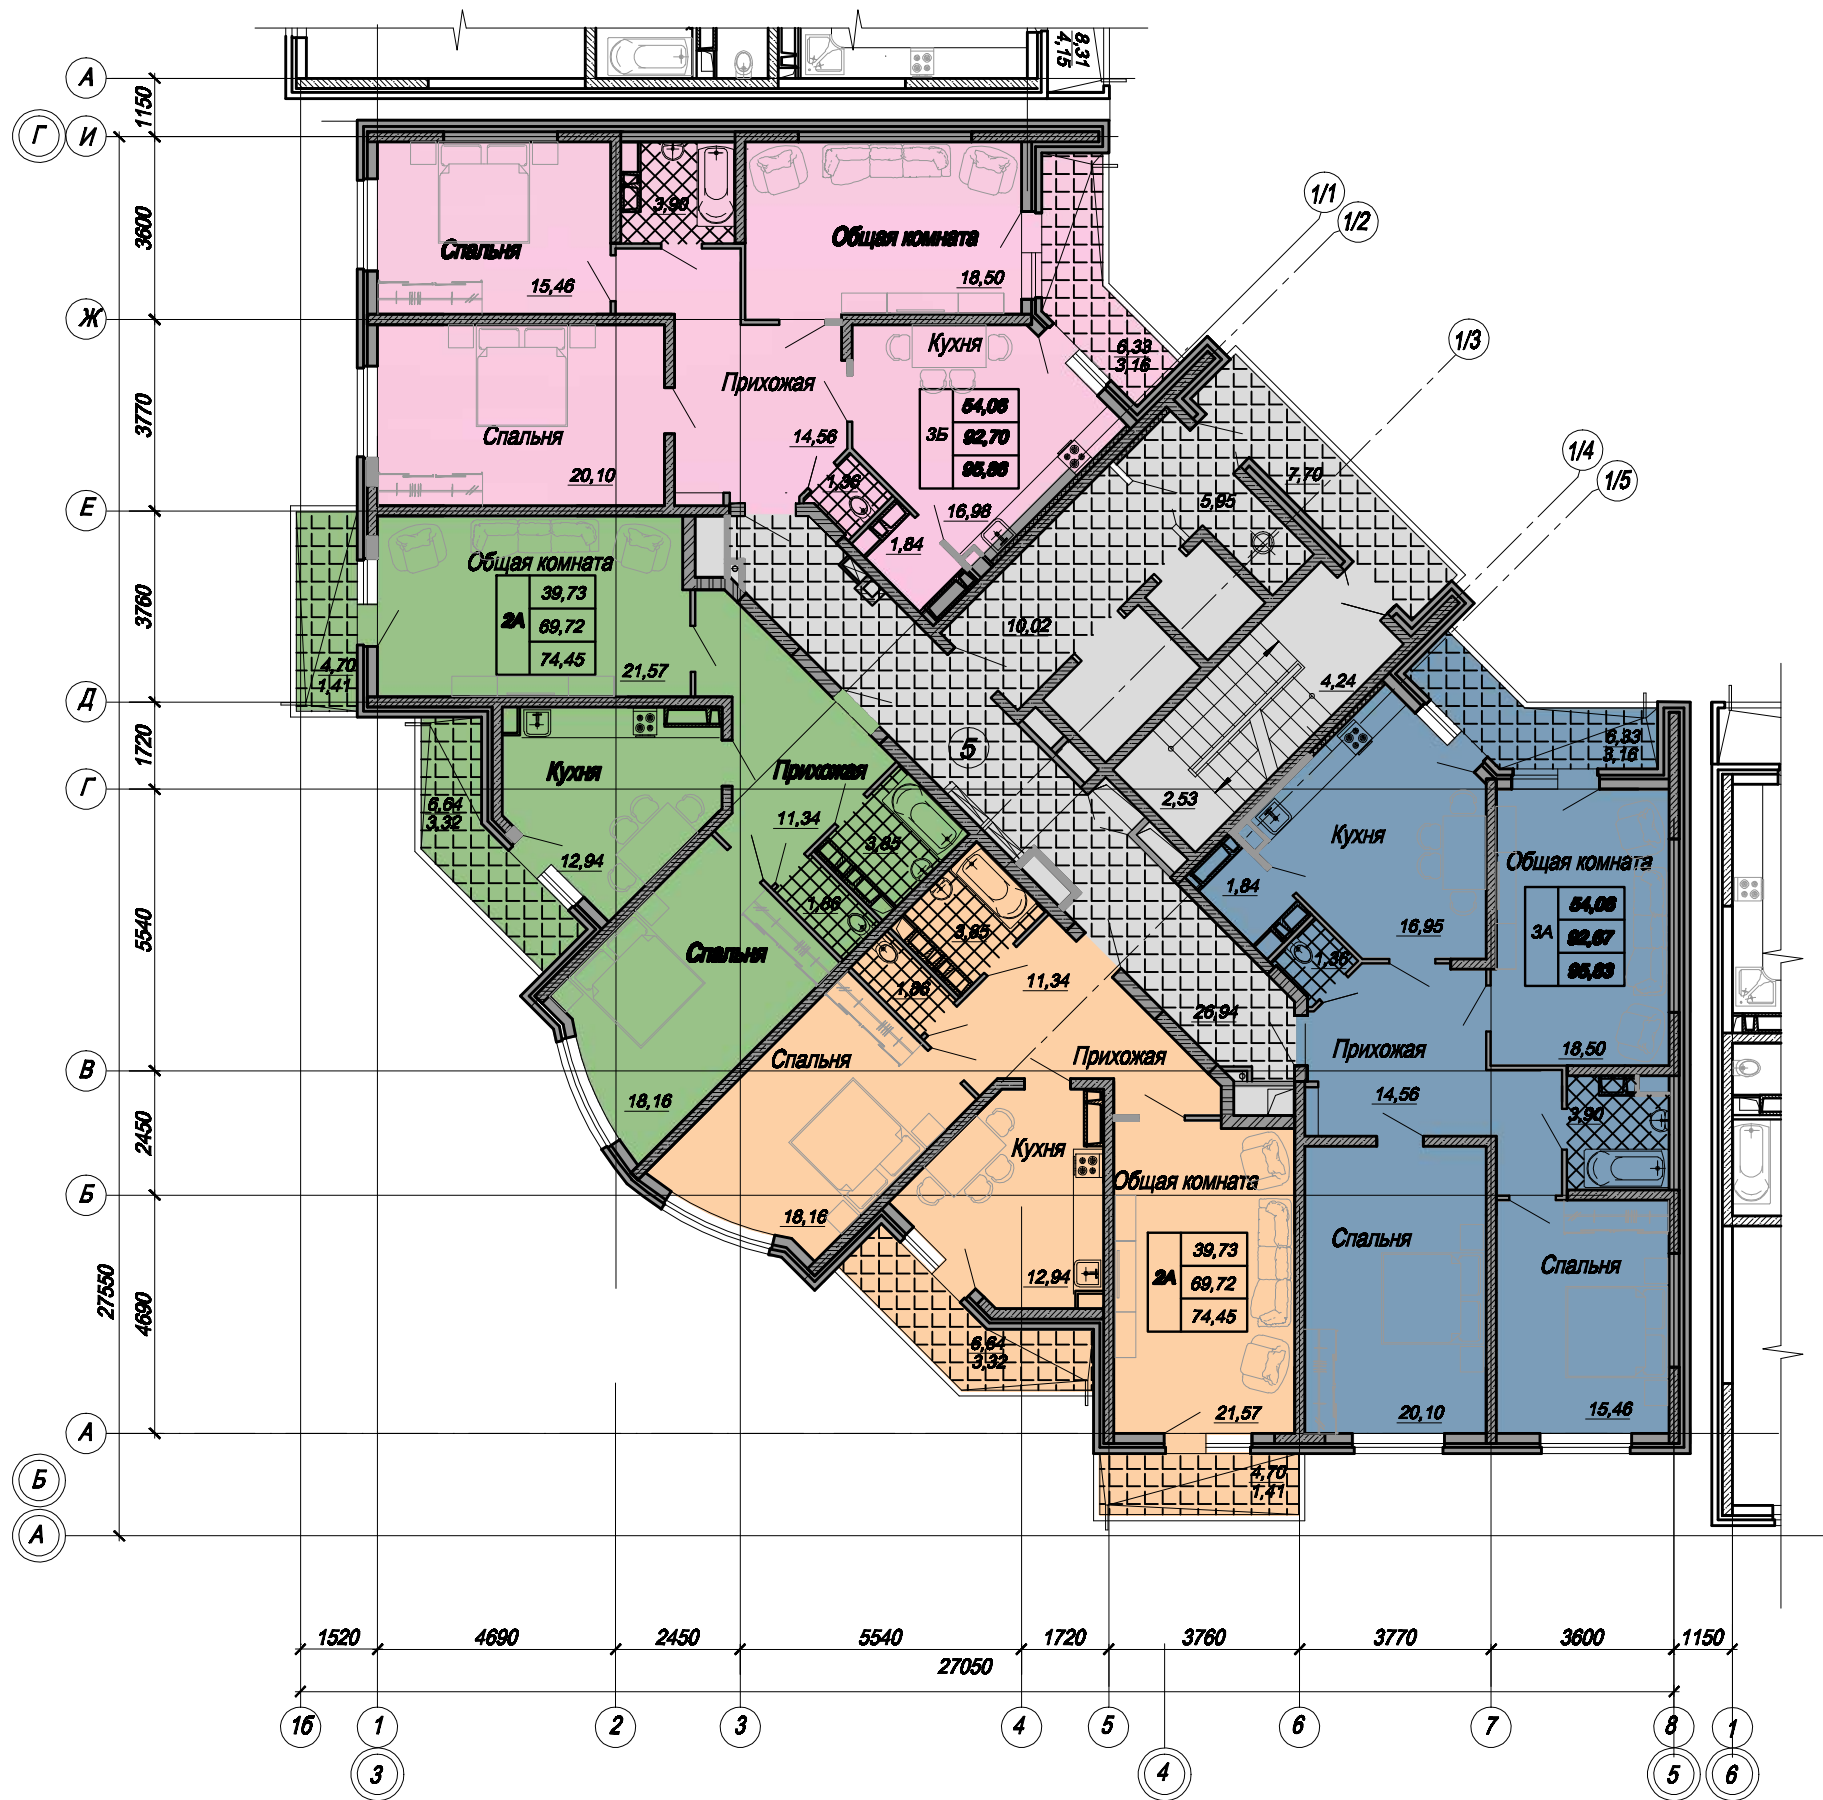 8,31
4,15
А
1150
Г
И
3600
Ж
3770
Е
3760
Д
1720
Г
5540
В
2450
Б
4690
27550
А
Б
А
1/1
1/2
1/3
1/4
1/5
Спальня
15,46
3,90
Общая комната
18,50
6,33
3,16
Спальня
20,10
Прихожая
14,56
Кухня
3Б
54,06
92,70
95,86
1,36
16,98
1,84
7,70
5,95
10,02
4,24
2,53
5
26,94
Общая комната
2А
39,73
69,72
74,45
21,57
4,70
1,41
Кухня
12,94
6,64
3,32
Прихожая
11,34
3,85
1,86
Спальня
18,16
3,85
1,86
11,34
Прихожая
Спальня
18,16
Кухня
12,94
6,64
3,32
Общая комната
2А
39,73
69,72
74,45
21,57
4,70
1,41
6,33
3,16
Кухня
16,95
1,84
1,36
Общая комната
3А
54,06
92,67
95,83
18,50
Прихожая
14,56
3,90
Спальня
20,10
Спальня
15,46
1520
4690
2450
5540
1720
3760
3770
3600
1150
27050
1б
1
2
3
4
5
6
7
8
1
3
4
5
6